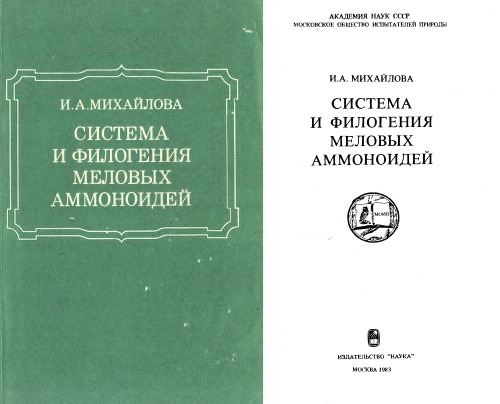 И.А. МИХАЙЛОВА
СИСТЕМА
И ФИЛОГЕНИЯ
МЕЛОВЫХ
АММОНОИДЕЙ
АКАДЕМИЯ НАУК СССР
МОСКОВСКОЕ ОБЩЕСТВО ИСПЫТАТЕЛЕЙ ПРИРОДЫ
И.А. МИХАЙЛОВА
СИСТЕМА
И ФИЛОГЕНИЯ
МЕЛОВЫХ
АММОНОИДЕЙ
МОИП
ИЗДАТЕЛЬСТВО "НАУКА"
МОСКВА 1983